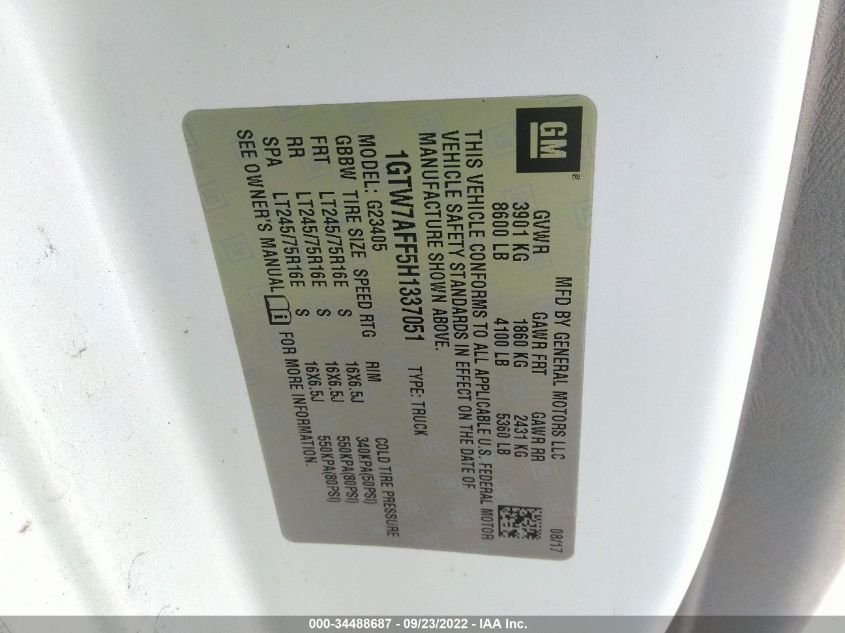 GM
MFD BY GENERAL MOTORS LLC 08/17
GVWR GAWR FRT GAWR RR
3901 KG 1860 KG 2431 KG
8600 LB 4100 LB 5360 LB
THIS VEHICLE CONFORMS TO ALL APPLICABLE U.S. FEDERAL MOTOR
VEHICLE SAFETY STANDARDS IN EFFECT ON THE DATE OF
MANUFACTURE SHOWN ABOVE.
1GTW7AFF5H1337051 TYPE: TRUCK
MODEL: G23405
GBBW TIRE SIZE SPEED RTG RIM COLD TIRE PRESSURE
FRT LT245/75R16E S 16X6.5J 340KPA(50PSI)
RR LT245/75R16E S 16X6.5J 550KPA(80PSI)
SPA LT245/75R16E S 16X6.5J 550KPA(80PSI)
SEE OWNER'S MANUAL FOR MORE INFORMATION.
000-34488687 - 09/23/2022 - IAA Inc.